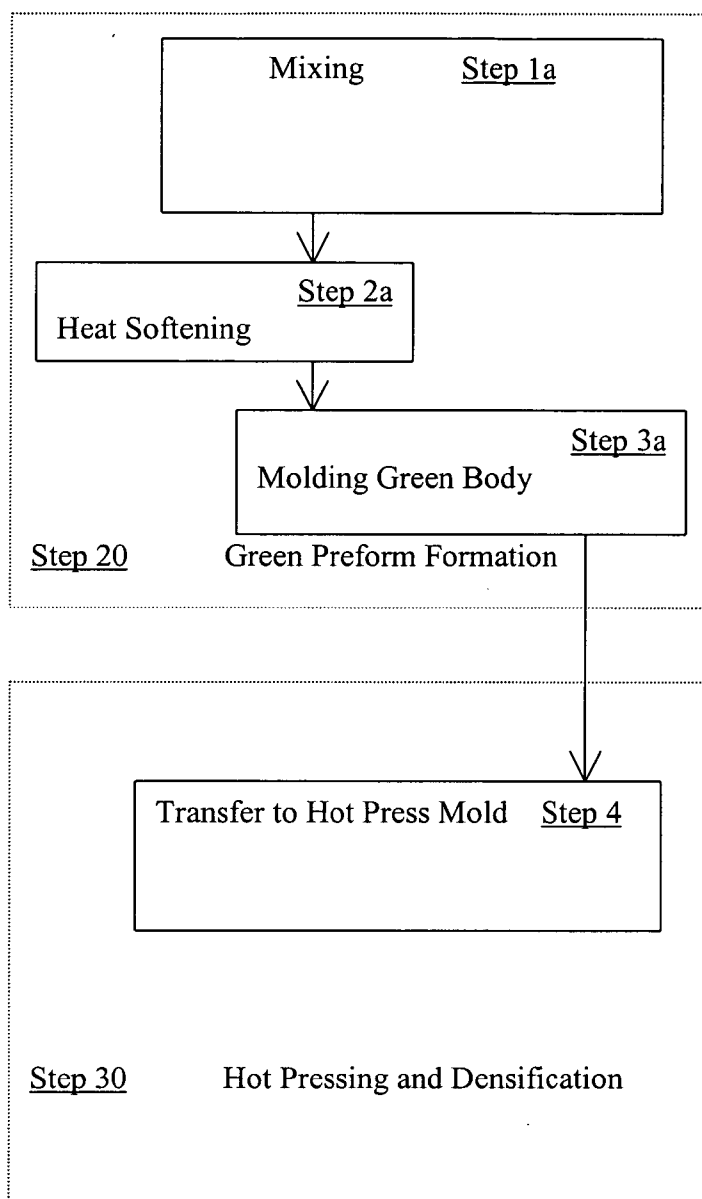 Mixing Step 1a
Step 2a
Heat Softening
Step 3a
Molding Green Body
Step 20 Green Preform Formation
Transfer to Hot Press Mold Step 4
Step 30 Hot Pressing and Densification